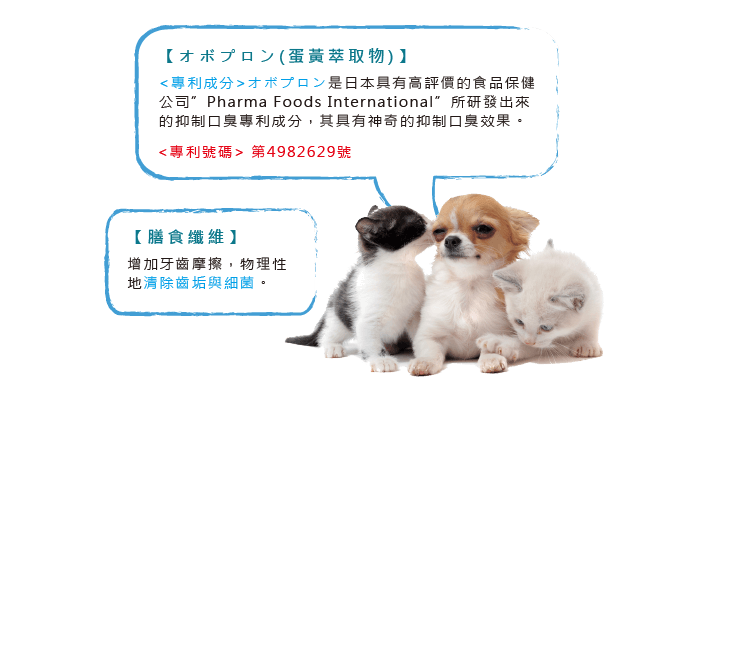 【オボプロン(蛋黃萃取物)】
<專利成分>オボプロン是日本具有高評價的食品保健
公司”Pharma Foods International”所研發出來
的抑制口臭專利成分，其具有神奇的抑制口臭效果。
<專利號碼> 第4982629號
【膳食纖維】
增加牙齒摩擦，物理性
地清除齒垢與細菌。